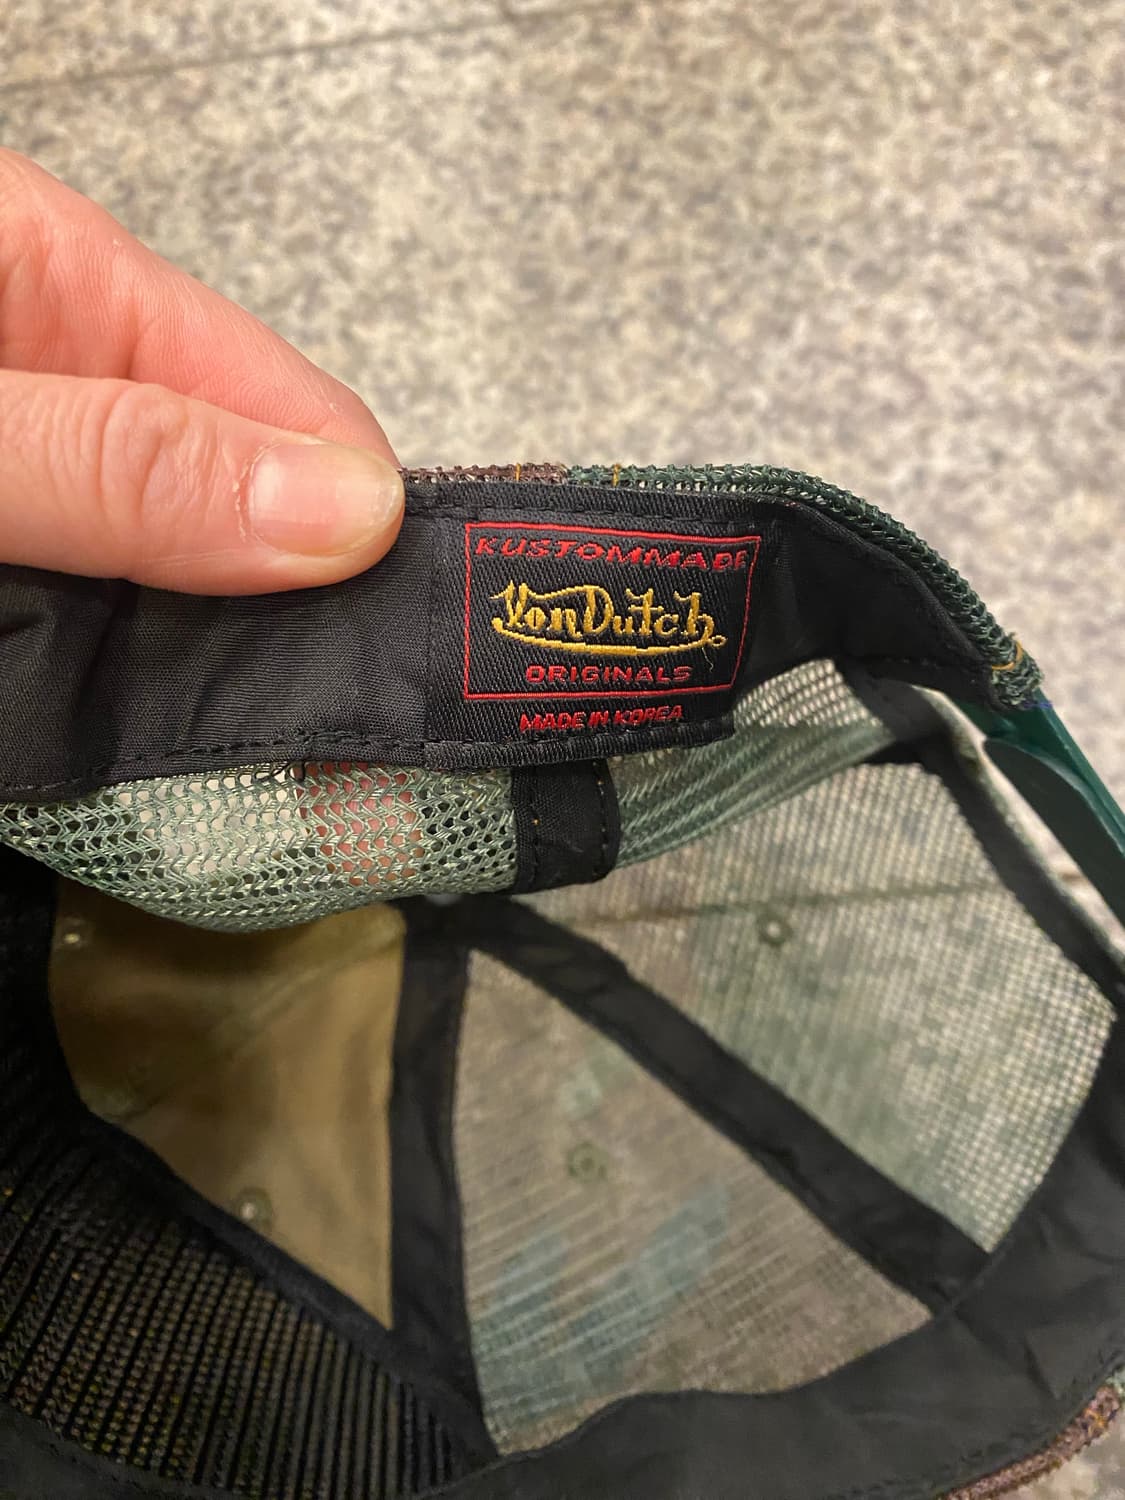 KUSTOMMADE
Von Dutch
ORIGINALS
MADE IN KOREA